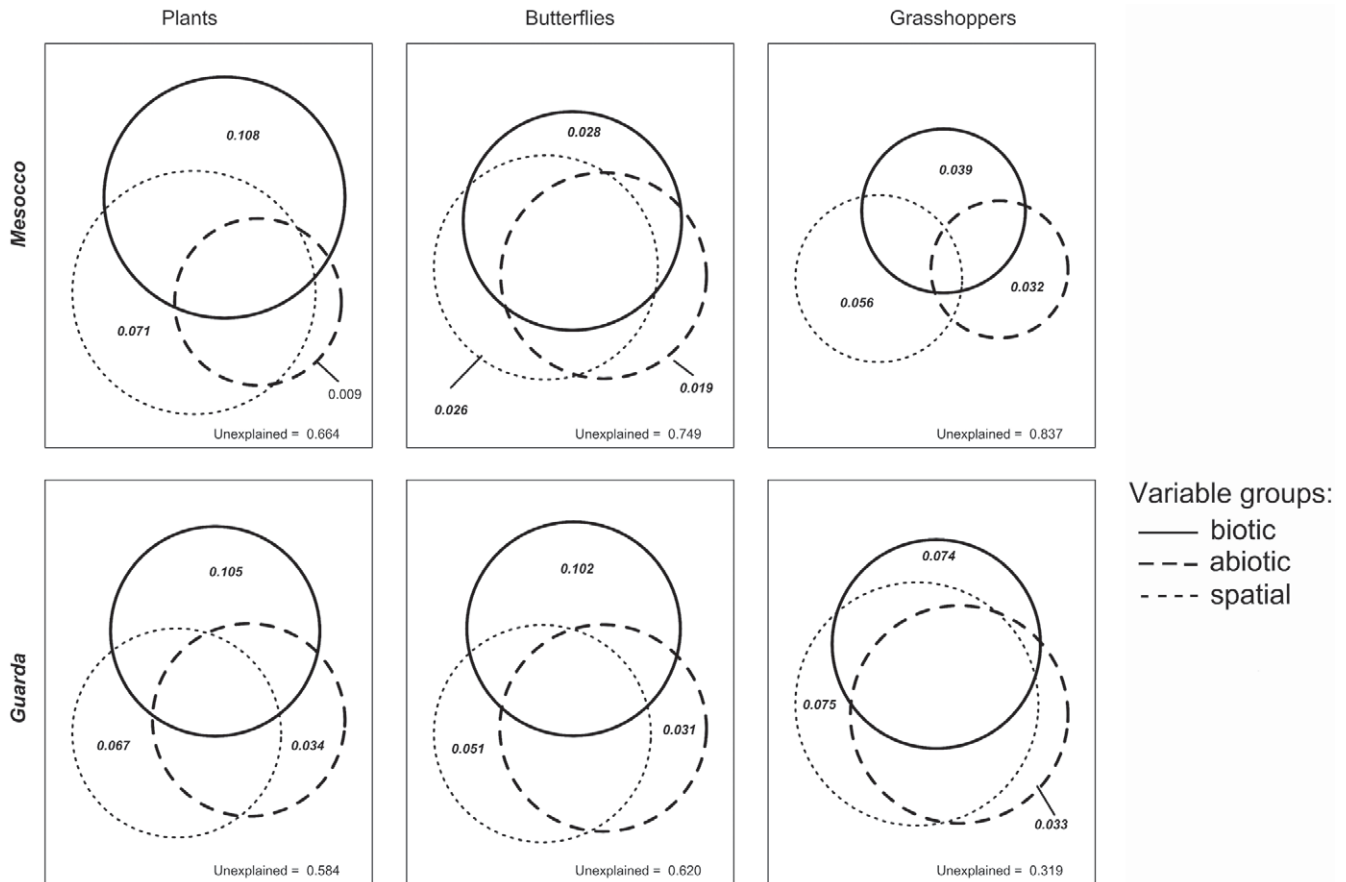 Plants
Butterflies
Grasshoppers
Mesocco
0.108
0.071
0.009
Unexplained = 0.664
0.028
0.026
0.019
Unexplained = 0.749
0.039
0.056
0.032
Unexplained = 0.837
Guarda
0.105
0.067
0.034
Unexplained = 0.584
0.102
0.051
0.031
Unexplained = 0.620
0.074
0.075
0.033
Unexplained = 0.319
Variable groups:
biotic
abiotic
spatial